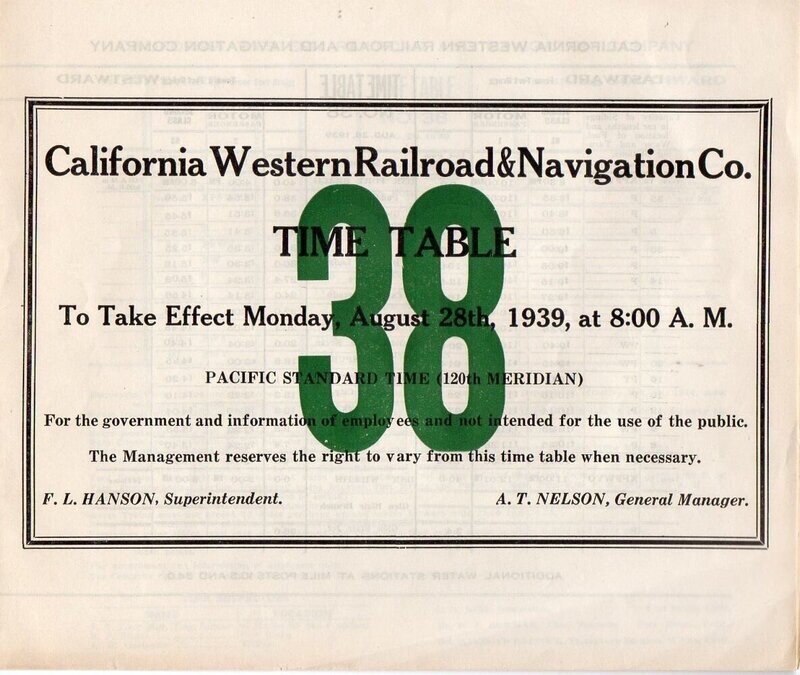 California Western Railroad & Navigation Co.
38
TIME TABLE
To Take Effect Monday, August 28th, 1939, at 8:00 A. M.
PACIFIC STANDARD TIME (120th MERIDIAN)
For the government and information of employees and not intended for the use of the public.
The Management reserves the right to vary from this time table when necessary.
F. L. HANSON, Superintendent. A. T. NELSON, General Manager.